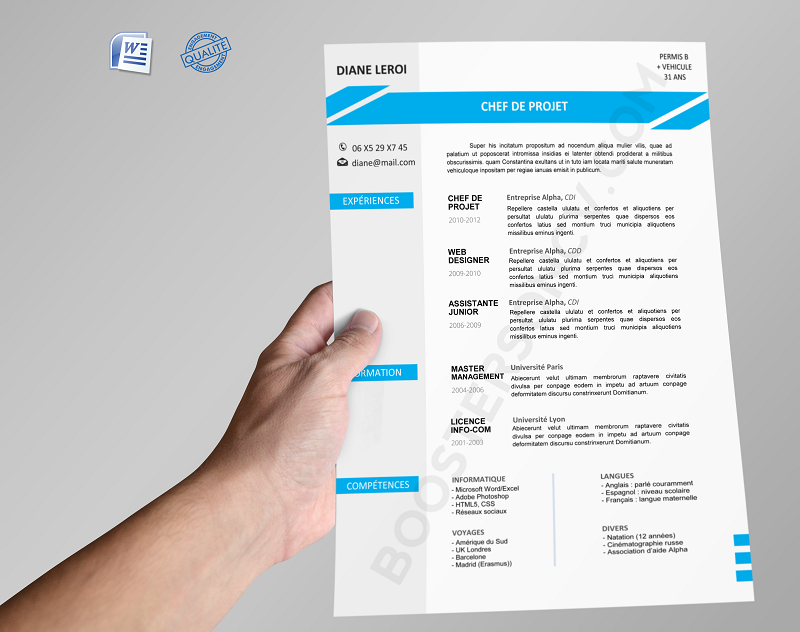 W
ENGAGEMENT
QUALITÉ
ENGAGEMENT
DIANE LEROI
PERMIS B
+ VEHICULE
31 ANS
CHEF DE PROJET
06 X5 29 X7 45
diane@mail.com
Super his incitatum propositum ad nocendum aliqua mulier vilis, quae ad
palatium ut poposcerat intromissa insidias ei latenter obtendi prodiderat a militibus
obscurissimis. quam Constantina exultans ut in tuto iam locata mariti salute muneratam
vehiculoque inpositam per regiae ianuas emisit in publicum.
EXPÉRIENCES
CHEF DE
PROJET
2010-2012
Entreprise Alpha, CDI
Repellere castella ululatu et confertos et aliquotiens per
persultat ululatu plurima serpentes quae dispersos eos
confertos latius sed montium truci municipia aliquotiens
missilibus eminus ingenti.
WEB
DESIGNER
2009-2010
Entreprise Alpha, CDD
Repellere castella ululatu et confertos et aliquotiens per
persultat ululatu plurima serpentes quae dispersos eos
confertos latius sed montium truci municipia aliquotiens
missilibus eminus ingenti.
ASSISTANTE
JUNIOR
2006-2009
Entreprise Alpha, CDI
Repellere castella ululatu et confertos et aliquotiens per
persultat ululatu plurima serpentes quae dispersos eos
confertos latius sed montium truci municipia aliquotiens
missilibus eminus ingenti.
ORMATION
MASTER
MANAGEMENT
2004-2006
Université Paris
Abiecerunt velut ultimam membrorum raptavere civitatis
divulsa per conpage eodem in impetu ad artuum conpage
deformitatem discursu constrinxerunt Domitianum.
LICENCE
INFO-COM
2001-2003
Université Lyon
Abiecerunt velut ultimam membrorum raptavere civitatis
divulsa per conpage eodem in impetu ad artuum conpage
deformitatem discursu constrinxerunt Domitianum.
COMPÉTENCES
INFORMATIQUE
- Microsoft Word/Excel
- Adobe Photoshop
- HTML5, CSS
- Réseaux sociaux
LANGUES
- Anglais : parlé couramment
- Espagnol : niveau scolaire
- Français : langue maternelle
VOYAGES
- Amérique du Sud
- UK Londres
- Barcelone
- Madrid (Erasmus))
DIVERS
- Natation (12 années)
- Cinématographie russe
- Association d'aide Alpha
BOOSTERSONCV.COM